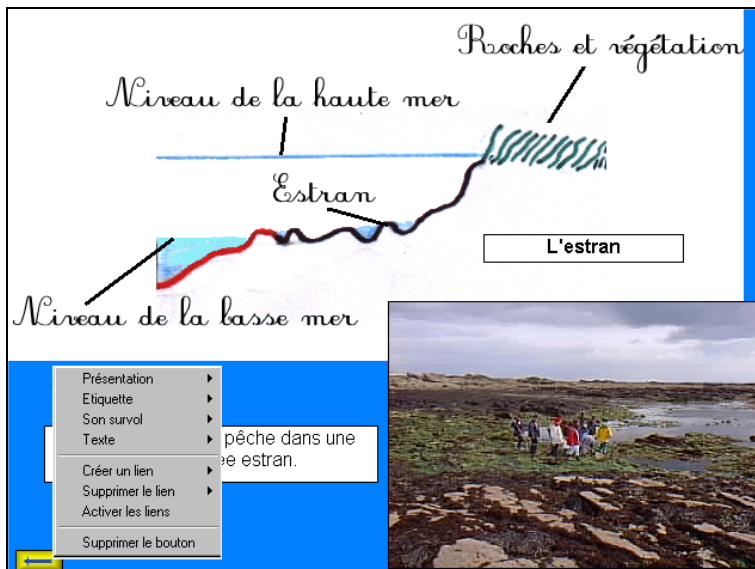 Roches et végétation
Niveau de la haute mer
Estran
L'estran
Niveau de la basse mer
Présentation
Etiquette
Son survol
Texte
Créer un lien
Supprimer le lien
Activer les liens
Supprimer le bouton
pêche dans une
estran.